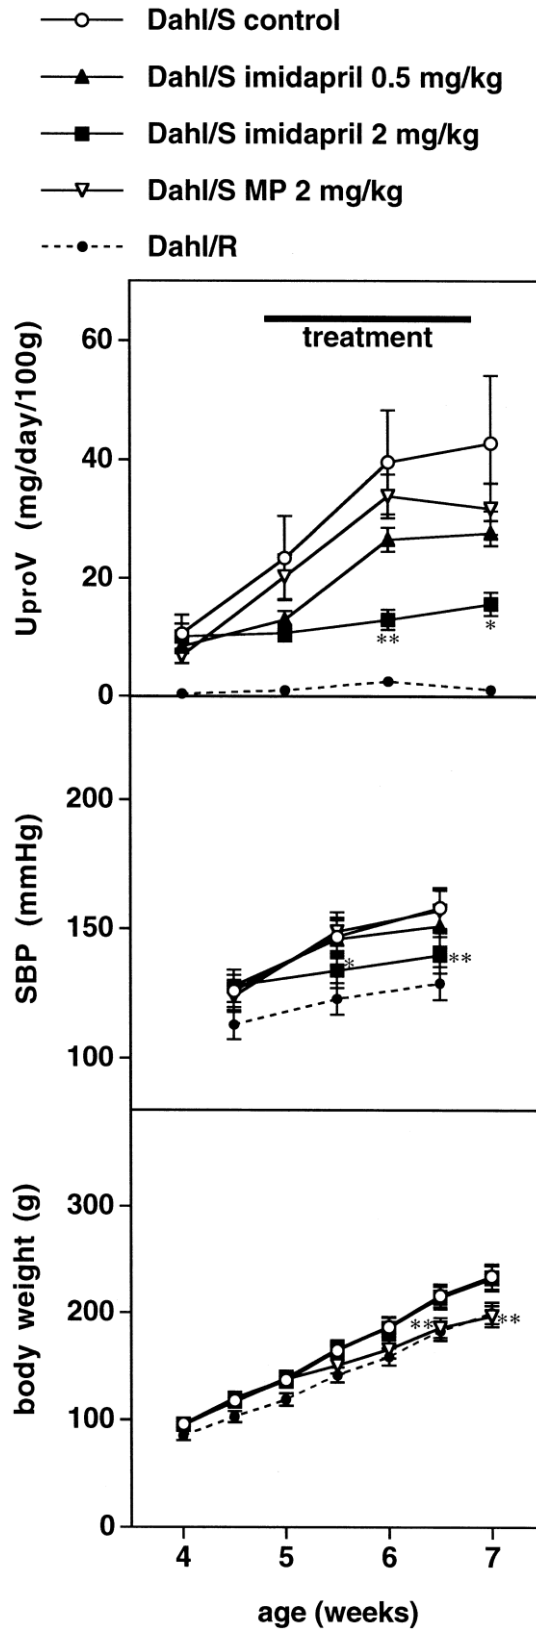 Dahl/S control
Dahl/S imidapril 0.5 mg/kg
Dahl/S imidapril 2 mg/kg
Dahl/S MP 2 mg/kg
Dahl/R
UproV (mg/day/100g)
60
40
20
0
treatment
**
*
SBP (mmHg)
200
150
100
*
**
body weight (g)
300
200
100
0
**
**
4 5 6 7
age (weeks)